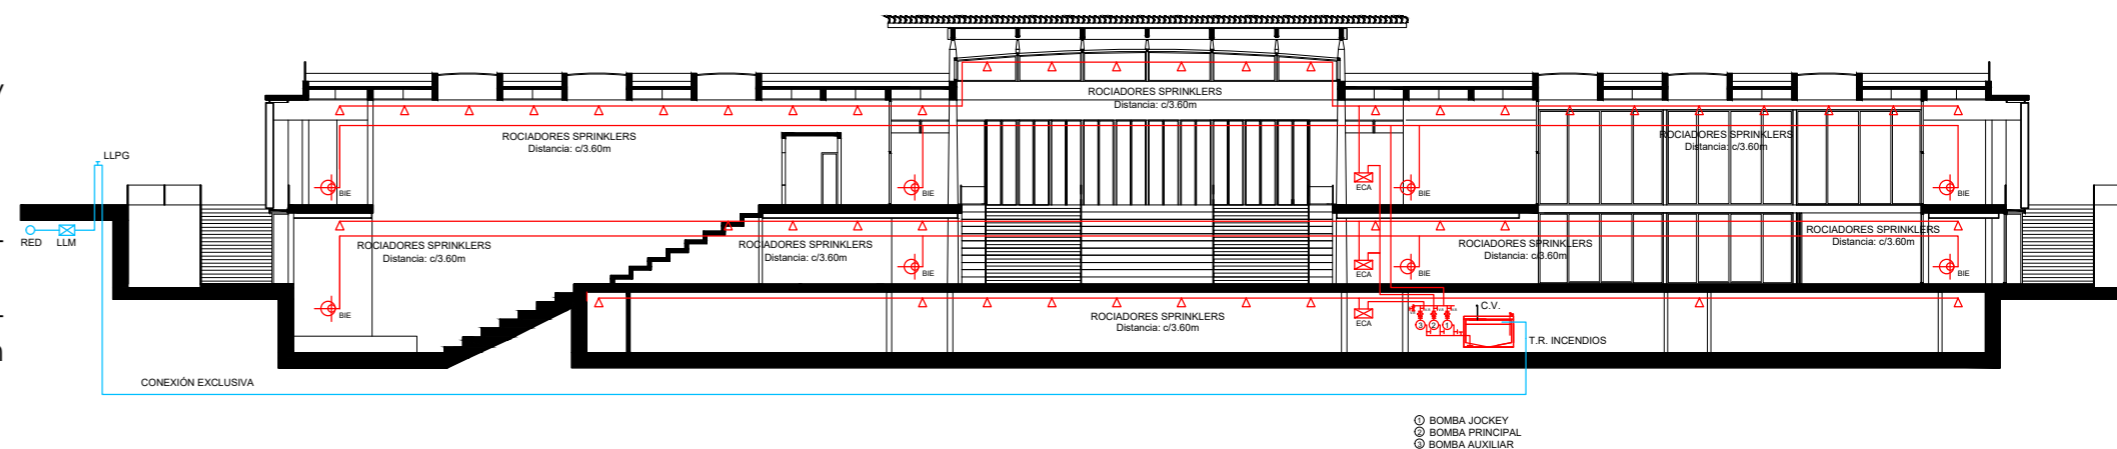 ROCIADORES SPRINKLERS
Distancia: c/3.60m
ROCIADORES SPRINKLERS
Distancia: c/3.60m
ROCIADORES SPRINKLERS
Distancia: c/3.60m
LLPG
BIE
BIE
ECA
BIE
BIE
RED
LLM
ROCIADORES SPRINKLERS
Distancia: c/3.60m
ROCIADORES SPRINKLERS
Distancia: c/3.60m
ROCIADORES SPRINKLERS
Distancia: c/3.60m
ROCIADORES SPRINKLERS
Distancia: c/3.60m
BIE
ECA
BIE
BIE
BIE
ROCIADORES SPRINKLERS
Distancia: c/3.60m
ECA
3 2 1
C.V.
T.R. INCENDIOS
CONEXIÓN EXCLUSIVA
1 BOMBA JOCKEY
2 BOMBA PRINCIPAL
3 BOMBA AUXILIAR